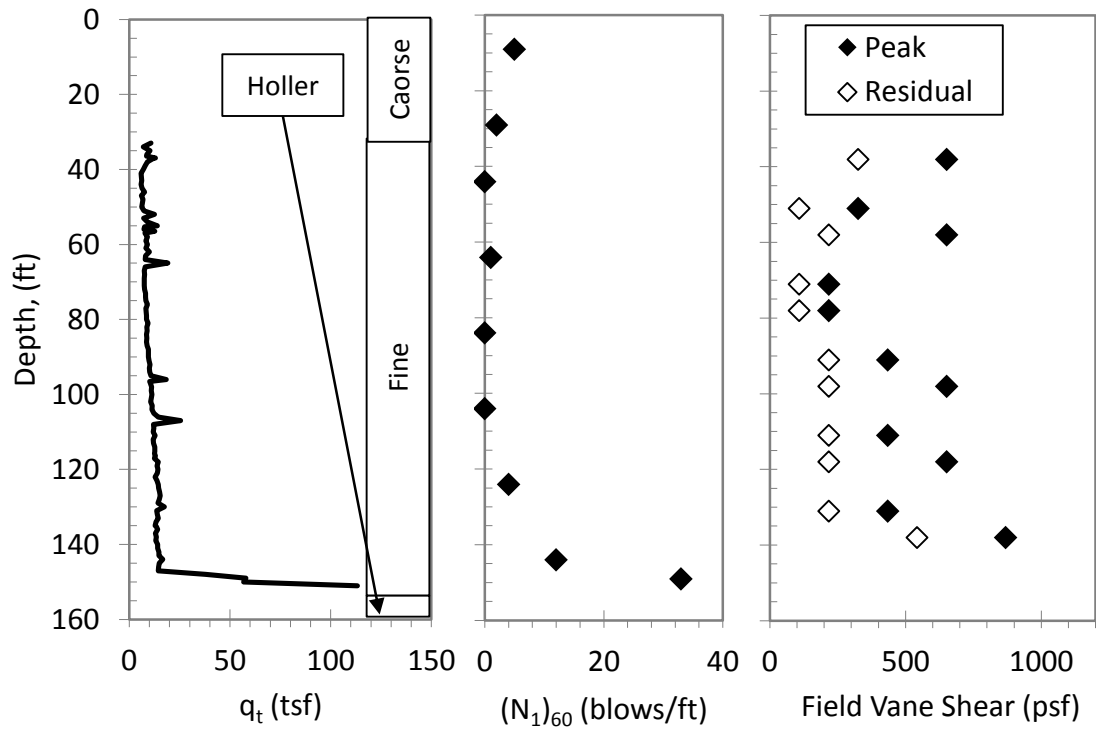 Depth, (ft)
0
20
40
60
80
100
120
140
160
Holler
Caorse
Fine
0
50
100
150
q_t (tsf)
0
20
40
(N_1)_60 (blows/ft)
Peak
Residual
0
500
1000
Field Vane Shear (psf)